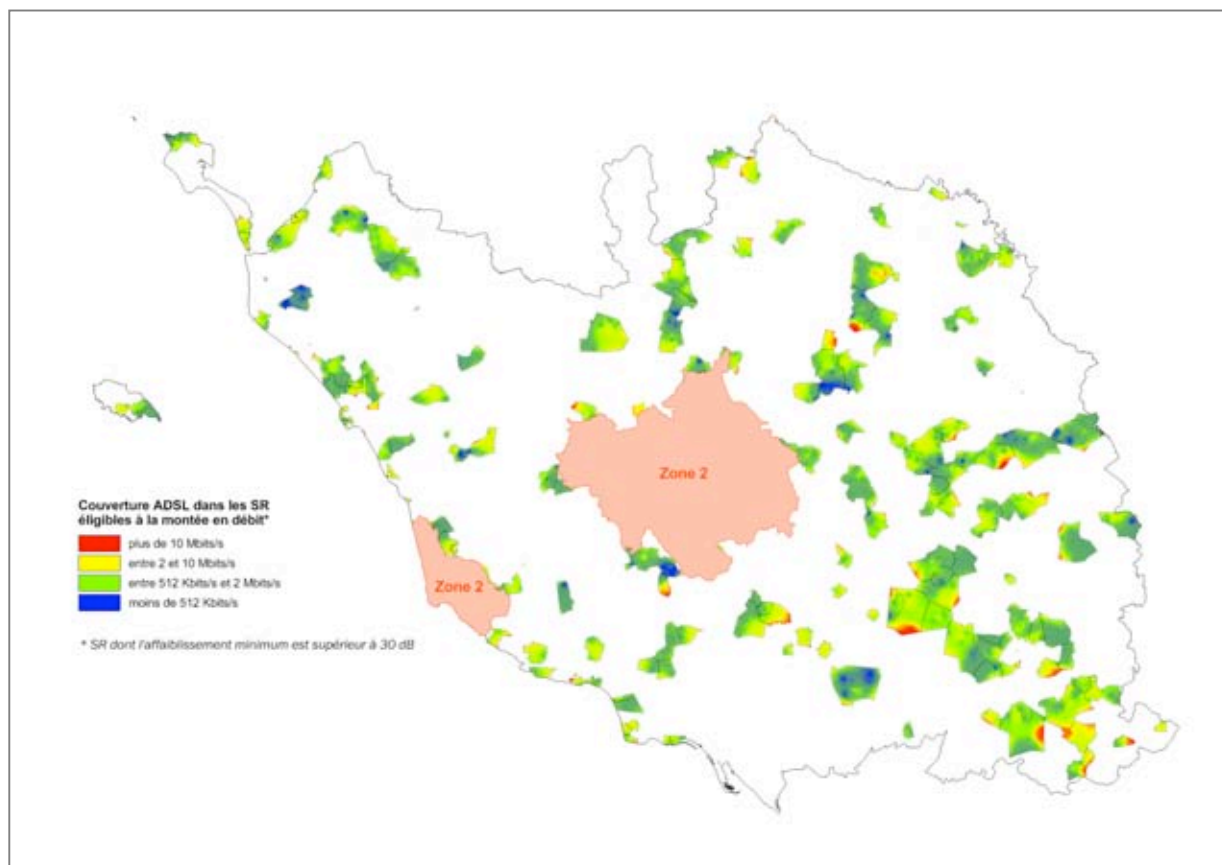 Zone 2
Couverture ADSL dans les SR
éligibles à la montée en débit*
plus de 10 Mbits/s
entre 2 et 10 Mbits/s
entre 512 Kbits/s et 2 Mbits/s
moins de 512 Kbits/s
Zone 2
* SR dont l'affaiblissement minimum est supérieur à 30 dB